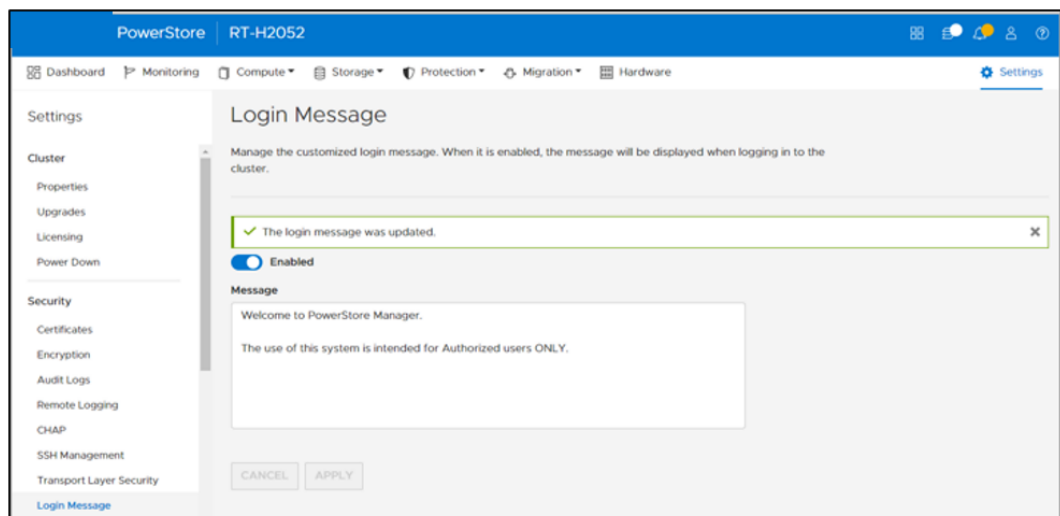 PowerStore RT-H2052
Dashboard Monitoring Compute Storage Protection Migration Hardware Settings
Settings
Cluster
Properties
Upgrades
Licensing
Power Down
Security
Certificates
Encryption
Audit Logs
Remote Logging
CHAP
SSH Management
Transport Layer Security
Login Message
Login Message
Manage the customized login message. When it is enabled, the message will be displayed when logging in to the
cluster.
The login message was updated.
Enabled
Message
Welcome to PowerStore Manager.
The use of this system is intended for Authorized users ONLY.
CANCEL APPLY